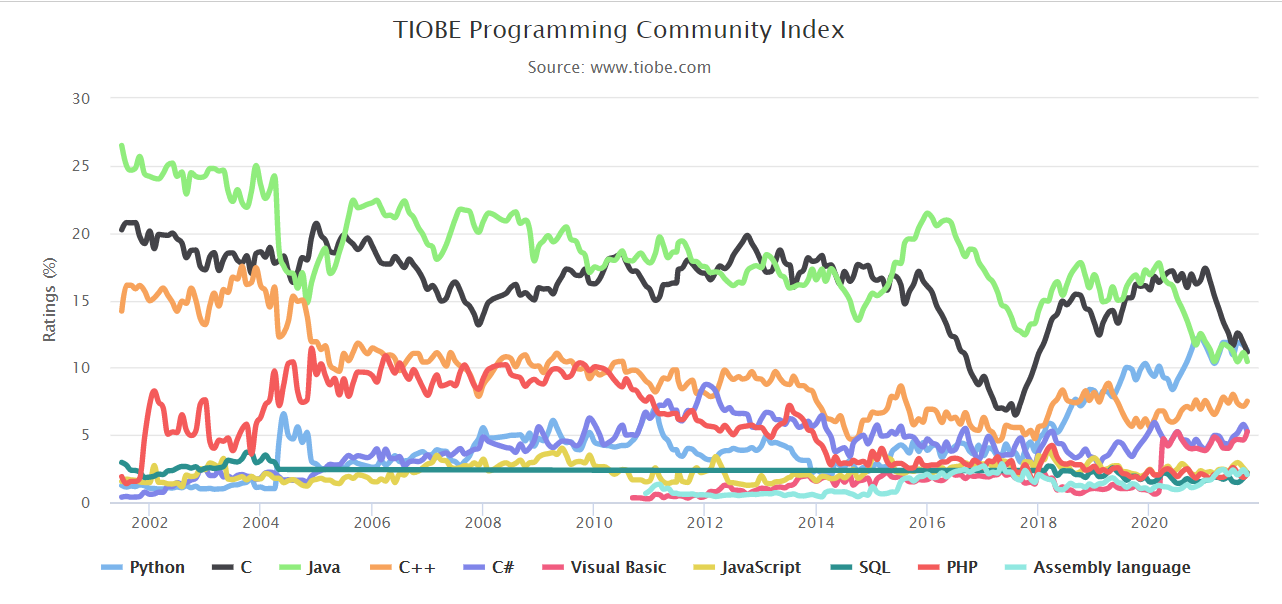 TIOBE Programming Community Index
Source: www.tiobe.com
Ratings (%)
30
25
20
15
10
5
0
2002 2004 2006 2008 2010 2012 2014 2016 2018 2020
Python C Java C++ C# Visual Basic JavaScript SQL PHP Assembly language